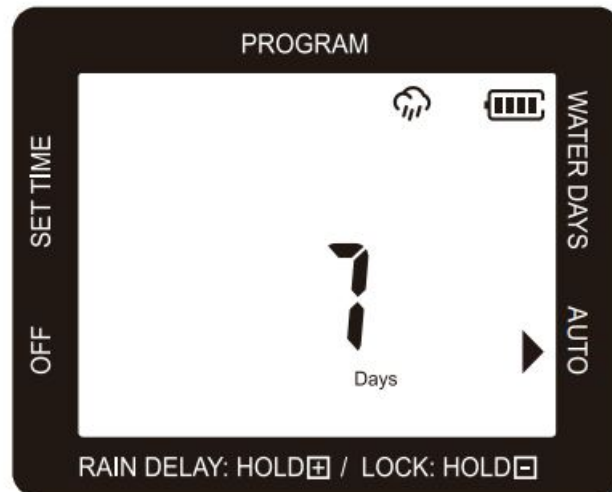 PROGRAM
SET TIME
OFF
WATER DAYS
AUTO
7
Days
RAIN DELAY: HOLD+ / LOCK: HOLD-